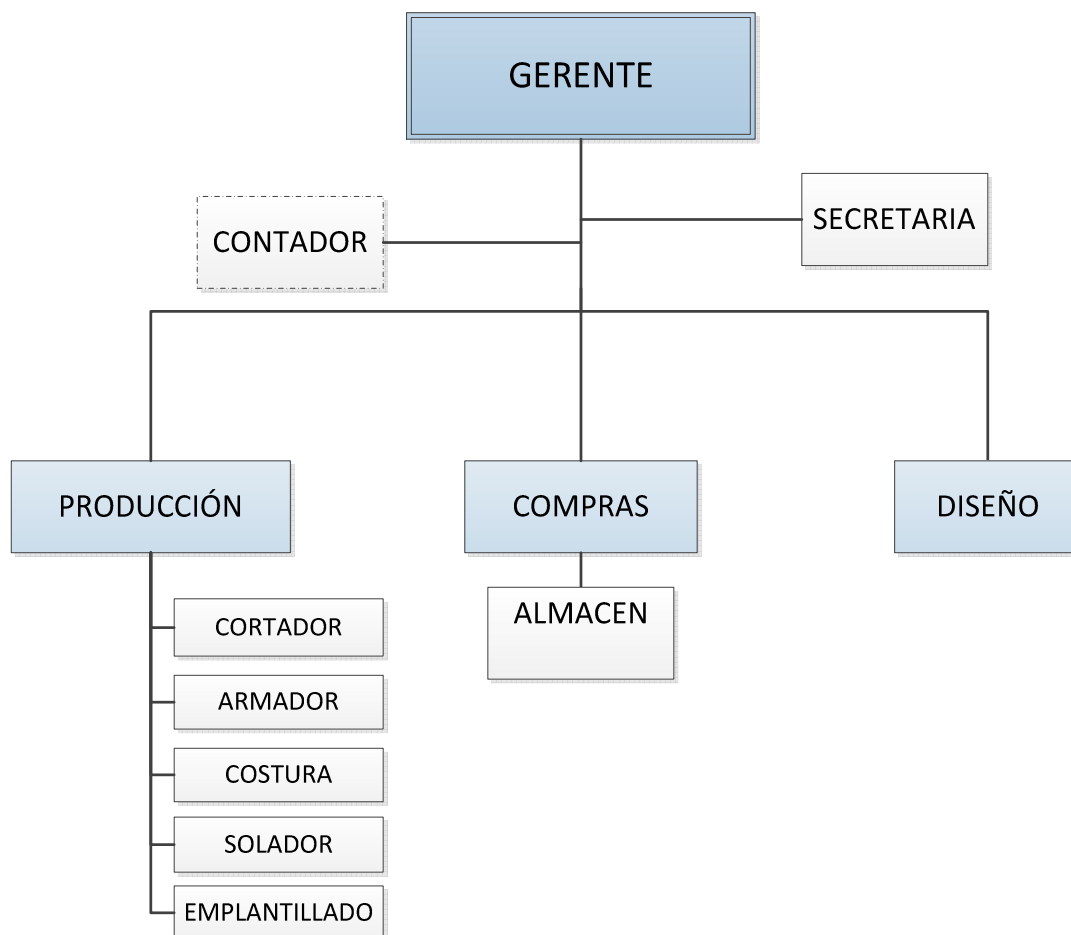 GERENTE
SECRETARIA
CONTADOR
PRODUCCIÓN
COMPRAS
DISEÑO
CORTADOR
ARMADOR
COSTURA
SOLADOR
EMPLANTILLADO
ALMACEN